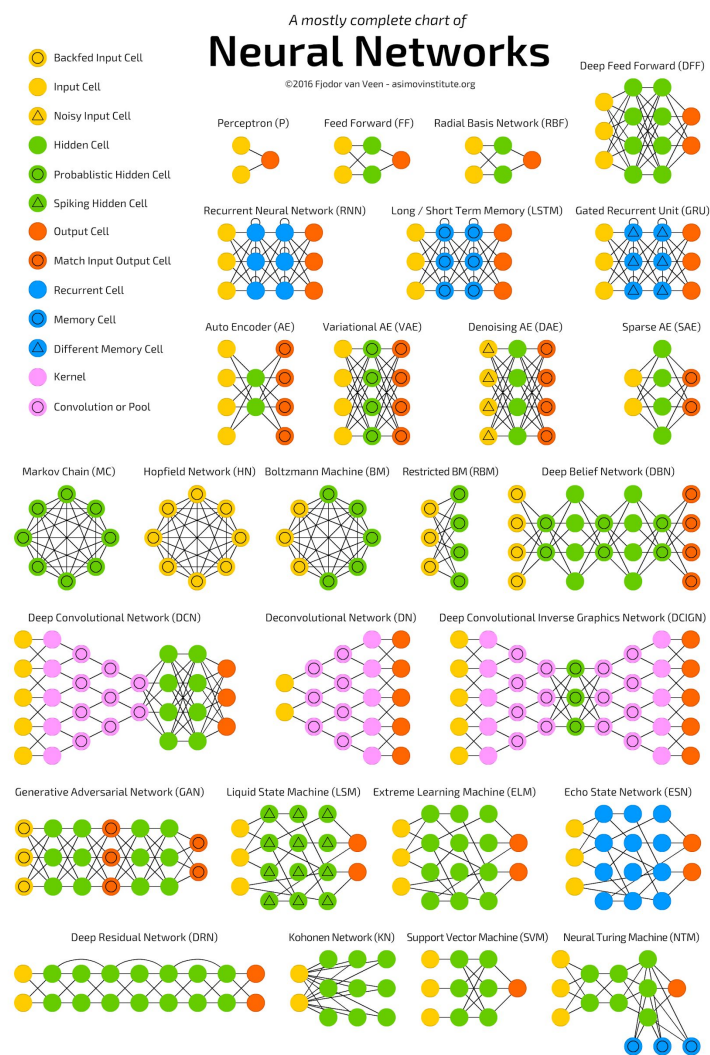 A mostly complete chart of
Neural Networks
©2016 Fjodor van Veen - asimovinstitute.org
Backfed Input Cell
Input Cell
Noisy Input Cell
Hidden Cell
Probablistic Hidden Cell
Spiking Hidden Cell
Output Cell
Match Input Output Cell
Recurrent Cell
Memory Cell
Different Memory Cell
Kernel
Convolution or Pool
Deep Feed Forward (DFF)
Perceptron (P)
Feed Forward (FF)
Radial Basis Network (RBF)
Recurrent Neural Network (RNN)
Long / Short Term Memory (LSTM)
Gated Recurrent Unit (GRU)
Auto Encoder (AE)
Variational AE (VAE)
Denoising AE (DAE)
Sparse AE (SAE)
Markov Chain (MC)
Hopfield Network (HN)
Boltzmann Machine (BM)
Restricted BM (RBM)
Deep Belief Network (DBN)
Deep Convolutional Network (DCN)
Deconvolutional Network (DN)
Deep Convolutional Inverse Graphics Network (DCIGN)
Generative Adversarial Network (GAN)
Liquid State Machine (LSM)
Extreme Learning Machine (ELM)
Echo State Network (ESN)
Deep Residual Network (DRN)
Kohonen Network (KN)
Support Vector Machine (SVM)
Neural Turing Machine (NTM)